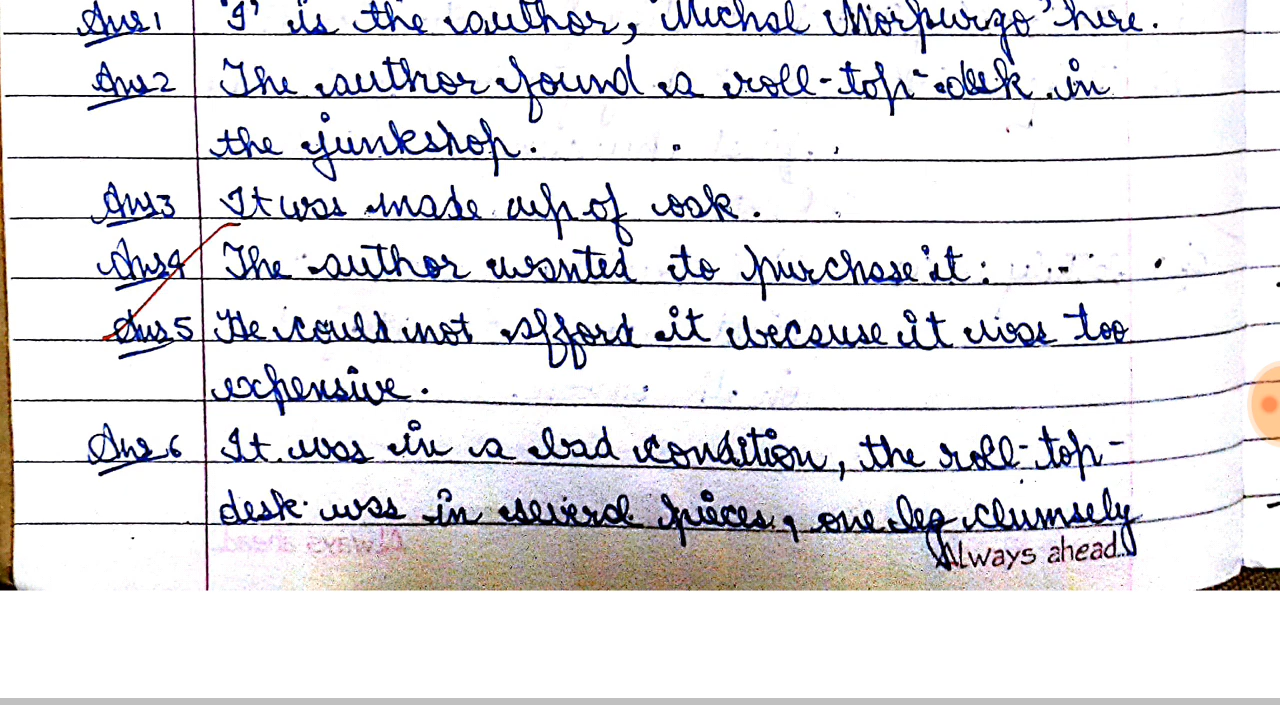 Ans1 'I' is the author, Michal Morpurgo here.
Ans2 The author found a roll-top-desk in
the junkshop.
Ans3 It was made up of oak.
Ans4 The author wanted to purchase it.
Ans5 He could not afford it because it was too
expensive.
Ans6 It was in a bad condition, the roll-top-
desk was in several pieces, one leg clumsely
Always ahead..